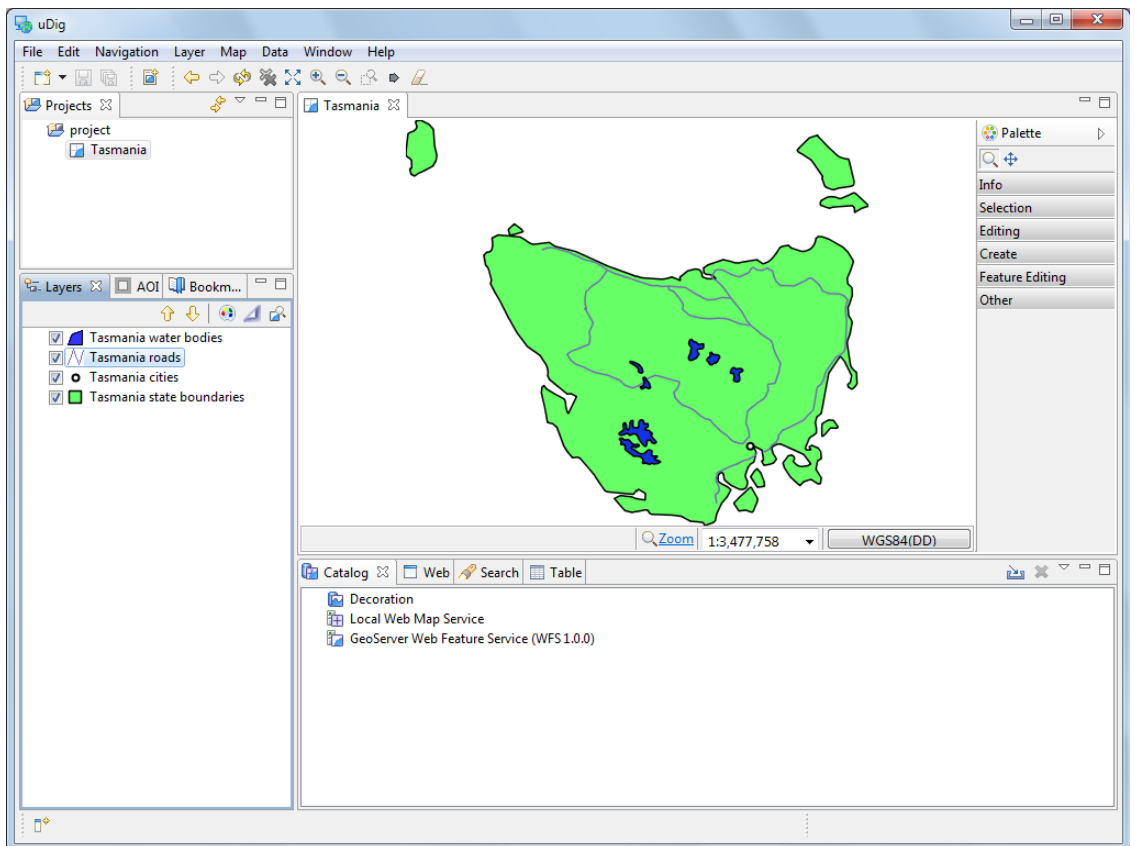 uDig
File Edit Navigation Layer Map Data Window Help
Projects
project
Tasmania
Layers AOI Bookm...
Tasmania water bodies
Tasmania roads
Tasmania cities
Tasmania state boundaries
Tasmania
Palette
Info
Selection
Editing
Create
Feature Editing
Other
Zoom 1:3,477,758 WGS84(DD)
Catalog Web Search Table
Decoration
Local Web Map Service
GeoServer Web Feature Service (WFS 1.0.0)